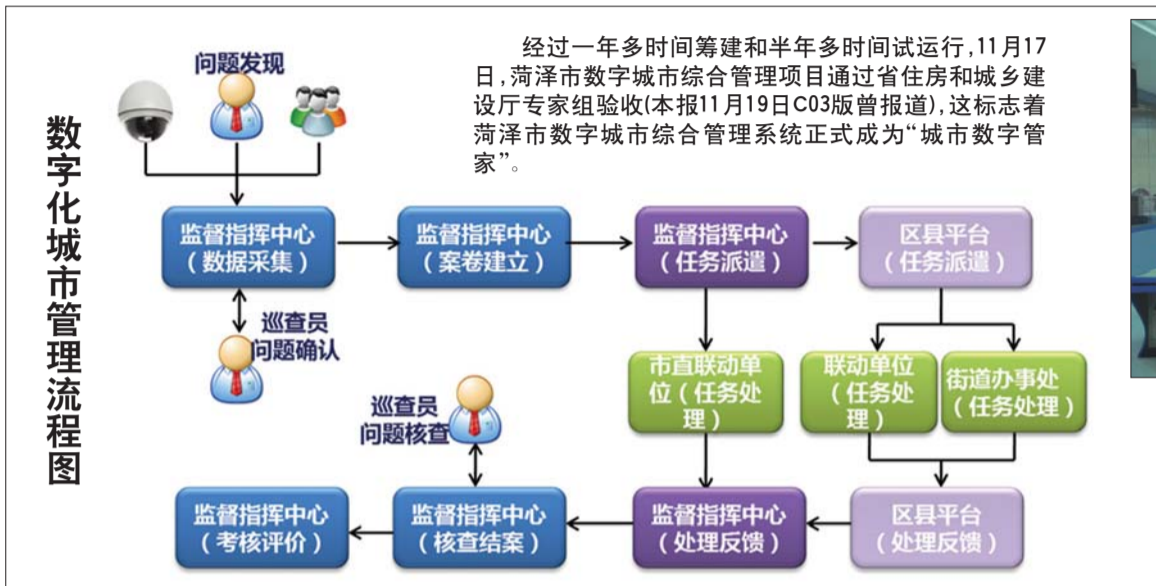 数字化城市管理流程图
经过一年多时间筹建和半年多时间试运行,11月17
日,菏泽市数字城市综合管理项目通过省住房和城乡建
设厅专家组验收(本报11月19日C03版曾报道),这标志着
菏泽市数字城市综合管理系统正式成为“城市数字管
家”。
问题发现
监督指挥中心
（数据采集）
监督指挥中心
（案卷建立）
监督指挥中心
（任务派遣）
区县平台
（任务派遣）
巡查员
问题确认
市直联动单
位（任务处
理）
联动单位
（任务处
理）
街道办事处
（任务处理）
巡查员
问题核查
监督指挥中心
（考核评价）
监督指挥中心
（核查结案）
监督指挥中心
（处理反馈）
区县平台
（处理反馈）